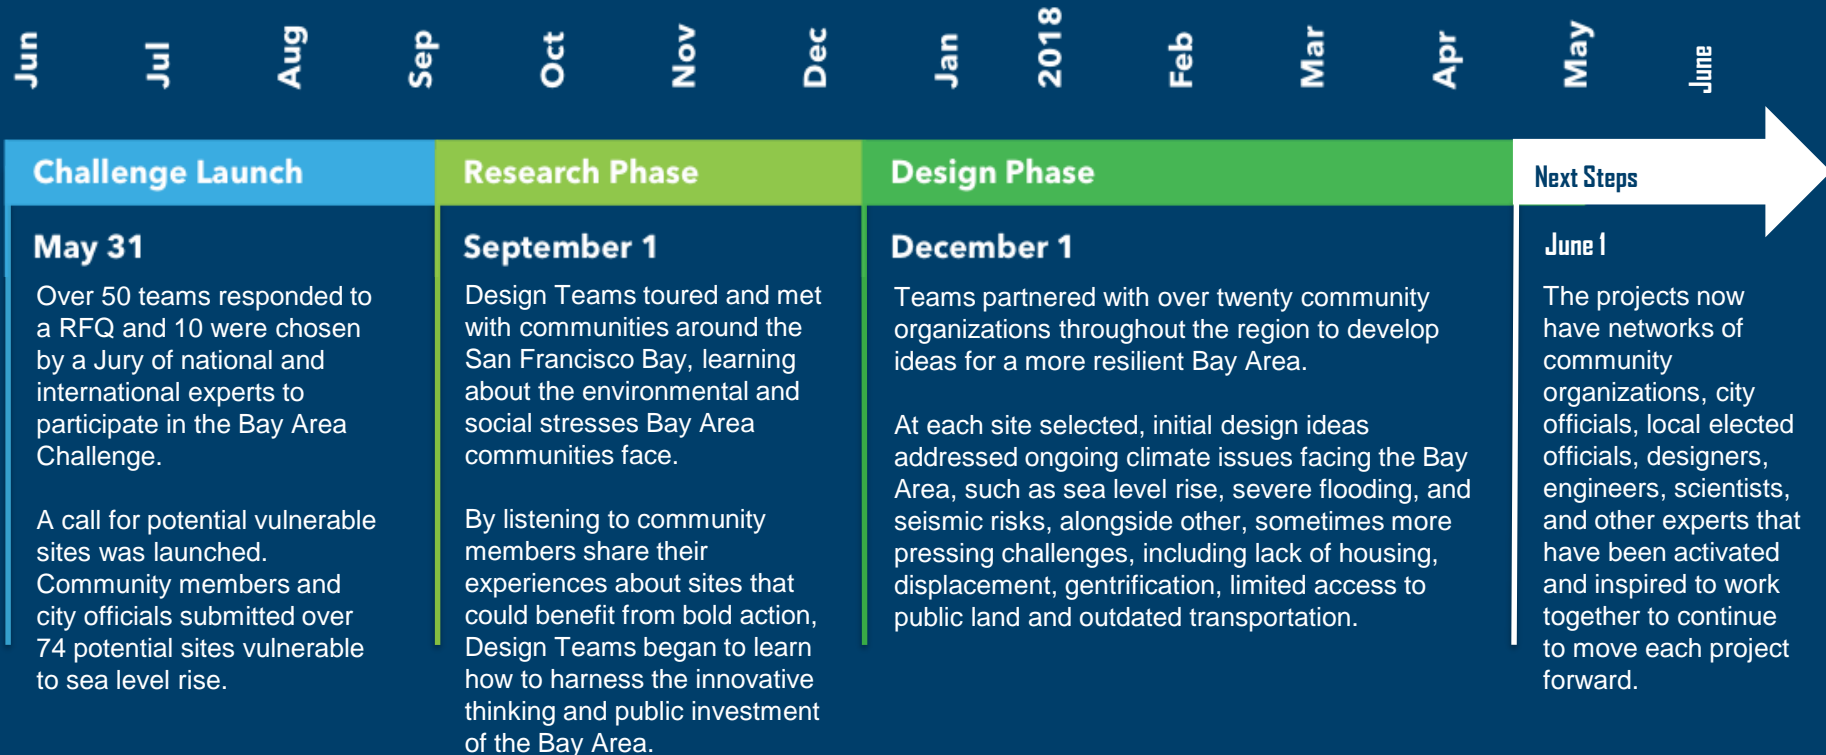 Jun
Jul
Aug
Sep
Oct
Nov
Dec
Jan
2018
Feb
Mar
Apr
May
June
Challenge Launch
May 31
Over 50 teams responded to
a RFQ and 10 were chosen
by a Jury of national and
international experts to
participate in the Bay Area
Challenge.
A call for potential vulnerable
sites was launched.
Community members and
city officials submitted over
74 potential sites vulnerable
to sea level rise.
Research Phase
September 1
Design Teams toured and met
with communities around the
San Francisco Bay, learning
about the environmental and
social stresses Bay Area
communities face.
By listening to community
members share their
experiences about sites that
could benefit from bold action,
Design Teams began to learn
how to harness the innovative
thinking and public investment
of the Bay Area.
Design Phase
December 1
Teams partnered with over twenty community
organizations throughout the region to develop
ideas for a more resilient Bay Area.
At each site selected, initial design ideas
addressed ongoing climate issues facing the Bay
Area, such as sea level rise, severe flooding, and
seismic risks, alongside other, sometimes more
pressing challenges, including lack of housing,
displacement, gentrification, limited access to
public land and outdated transportation.
Next Steps
June 1
The projects now
have networks of
community
organizations, city
officials, local elected
officials, designers,
engineers, scientists,
and other experts that
have been activated
and inspired to work
together to continue
to move each project
forward.